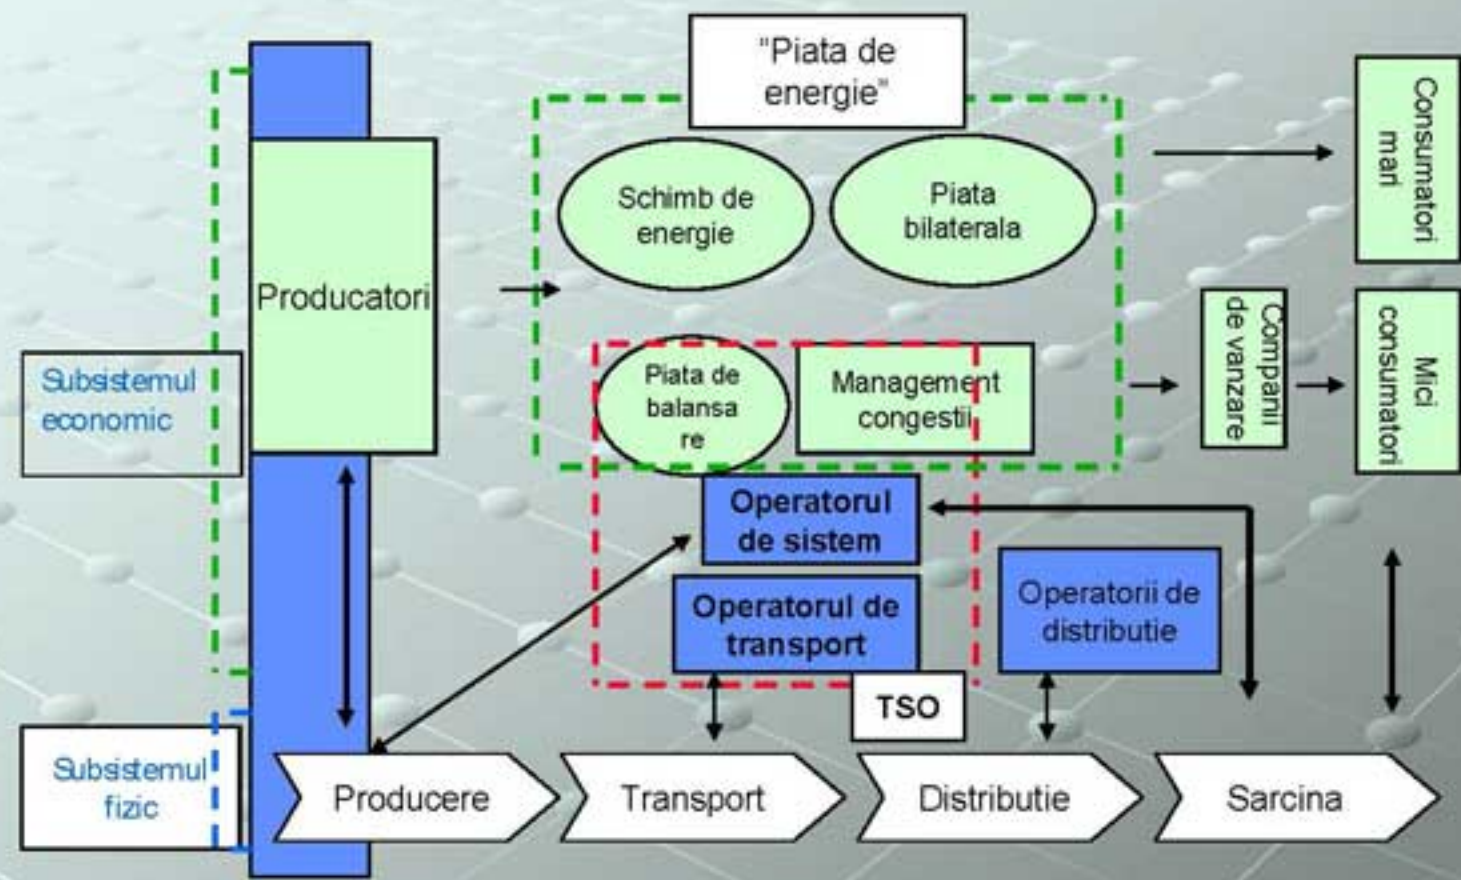 "Piata de
energie"
Consumatori
mari
Schimb de
energie
Piata
bilaterala
Producatori
Subsistemul
economic
Piata de
balansa
re
Management
congestii
Companii
de vanzare
Mici
consumatori
Operatorul
de sistem
Operatorul de
transport
Operatorii de
distributie
TSO
Subsistemul
fizic
Producere
Transport
Distributie
Sarcina